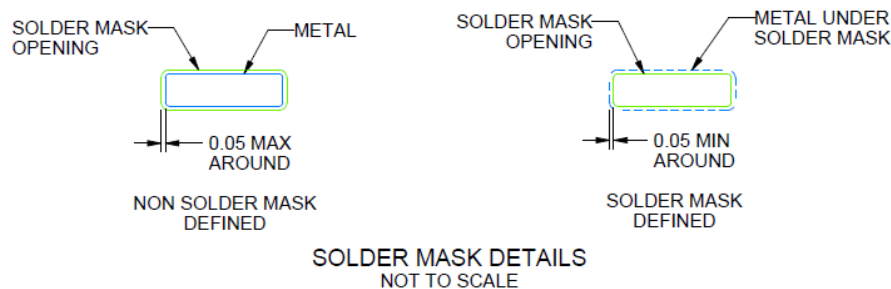 SOLDER MASK
OPENING
METAL
0.05 MAX
AROUND
NON SOLDER MASK
DEFINED
SOLDER MASK
OPENING
METAL UNDER
SOLDER MASK
0.05 MIN
AROUND
SOLDER MASK
DEFINED
SOLDER MASK DETAILS
NOT TO SCALE